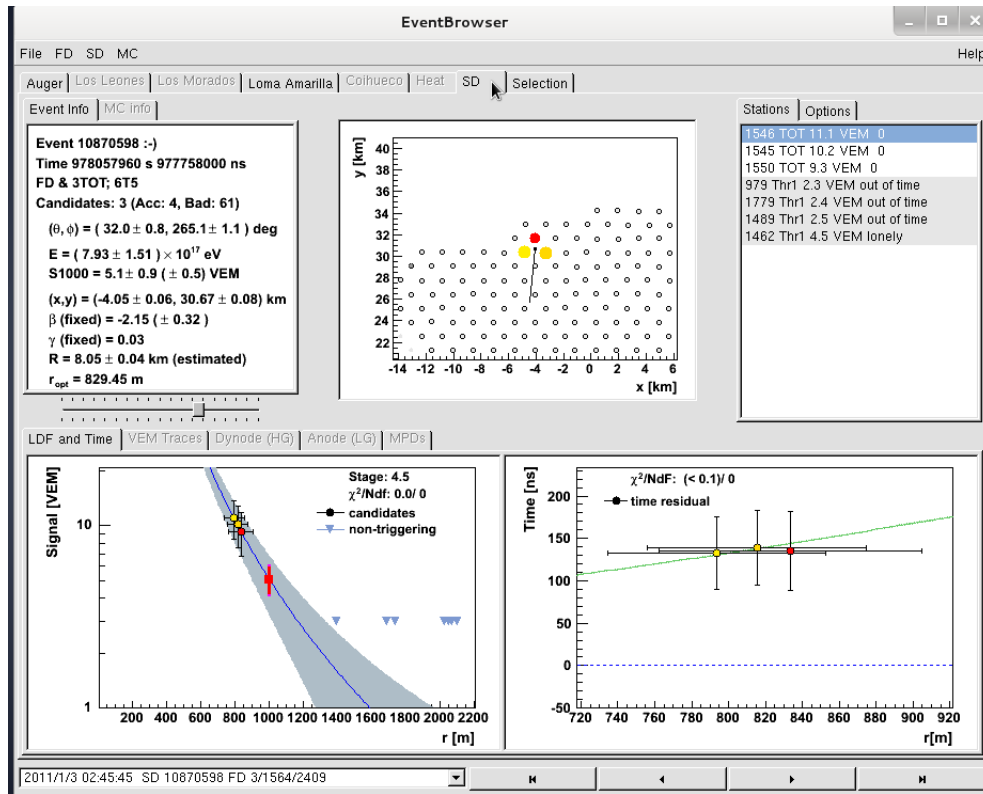 EventBrowser
File FD SD MC Help
Auger Los Leones Los Morados Loma Amarilla Coihueco Heat SD Selection
Event Info MC info
Event 10870598 :-)
Time 978057960 s 977758000 ns
FD & 3TOT; 6T5
Candidates: 3 (Acc: 4, Bad: 61)
(θ, ϕ) = ( 32.0 ± 0.8, 265.1 ± 1.1 ) deg
E = ( 7.93 ± 1.51 ) × 10^17 eV
S1000 = 5.1± 0.9 ( ± 0.5) VEM
(x,y) = (-4.05 ± 0.06, 30.67 ± 0.08) km
β (fixed) = -2.15 ( ± 0.32 )
γ (fixed) = 0.03
R = 8.05 ± 0.04 km (estimated)
r_opt = 829.45 m
y [km]
40
38
36
34
32
30
28
26
24
22
-14 -12 -10 -8 -6 -4 -2 0 2 4 6
x [km]
Stations Options
1546 TOT 11.1 VEM 0
1545 TOT 10.2 VEM 0
1550 TOT 9.3 VEM 0
979 Thr1 2.3 VEM out of time
1779 Thr1 2.4 VEM out of time
1489 Thr1 2.5 VEM out of time
1462 Thr1 4.5 VEM lonely
LDF and Time VEM Traces Dynode (HG) Anode (LG) MPDs
Signal [VEM]
Stage: 4.5
χ²/Ndf: 0.0/ 0
candidates
non-triggering
10
1
200 400 600 800 1000 1200 1400 1600 1800 2000 2200
r [m]
Time [ns]
χ²/NdF: (< 0.1)/ 0
time residual
200
150
100
50
0
-50
720 740 760 780 800 820 840 860 880 900 920
r[m]
2011/1/3 02:45:45 SD 10870598 FD 3/1564/2409